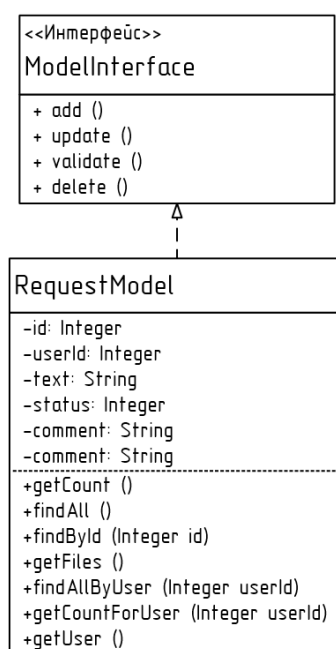 <<Интерфейс>>
ModelInterface
+ add ()
+ update ()
+ validate ()
+ delete ()
RequestModel
-id: Integer
-userId: Integer
-text: String
-status: Integer
-comment: String
-comment: String
+getCount ()
+findAll ()
+findById (Integer id)
+getFiles ()
+findAllByUser (Integer userId)
+getCountForUser (Integer userId)
+getUser ()